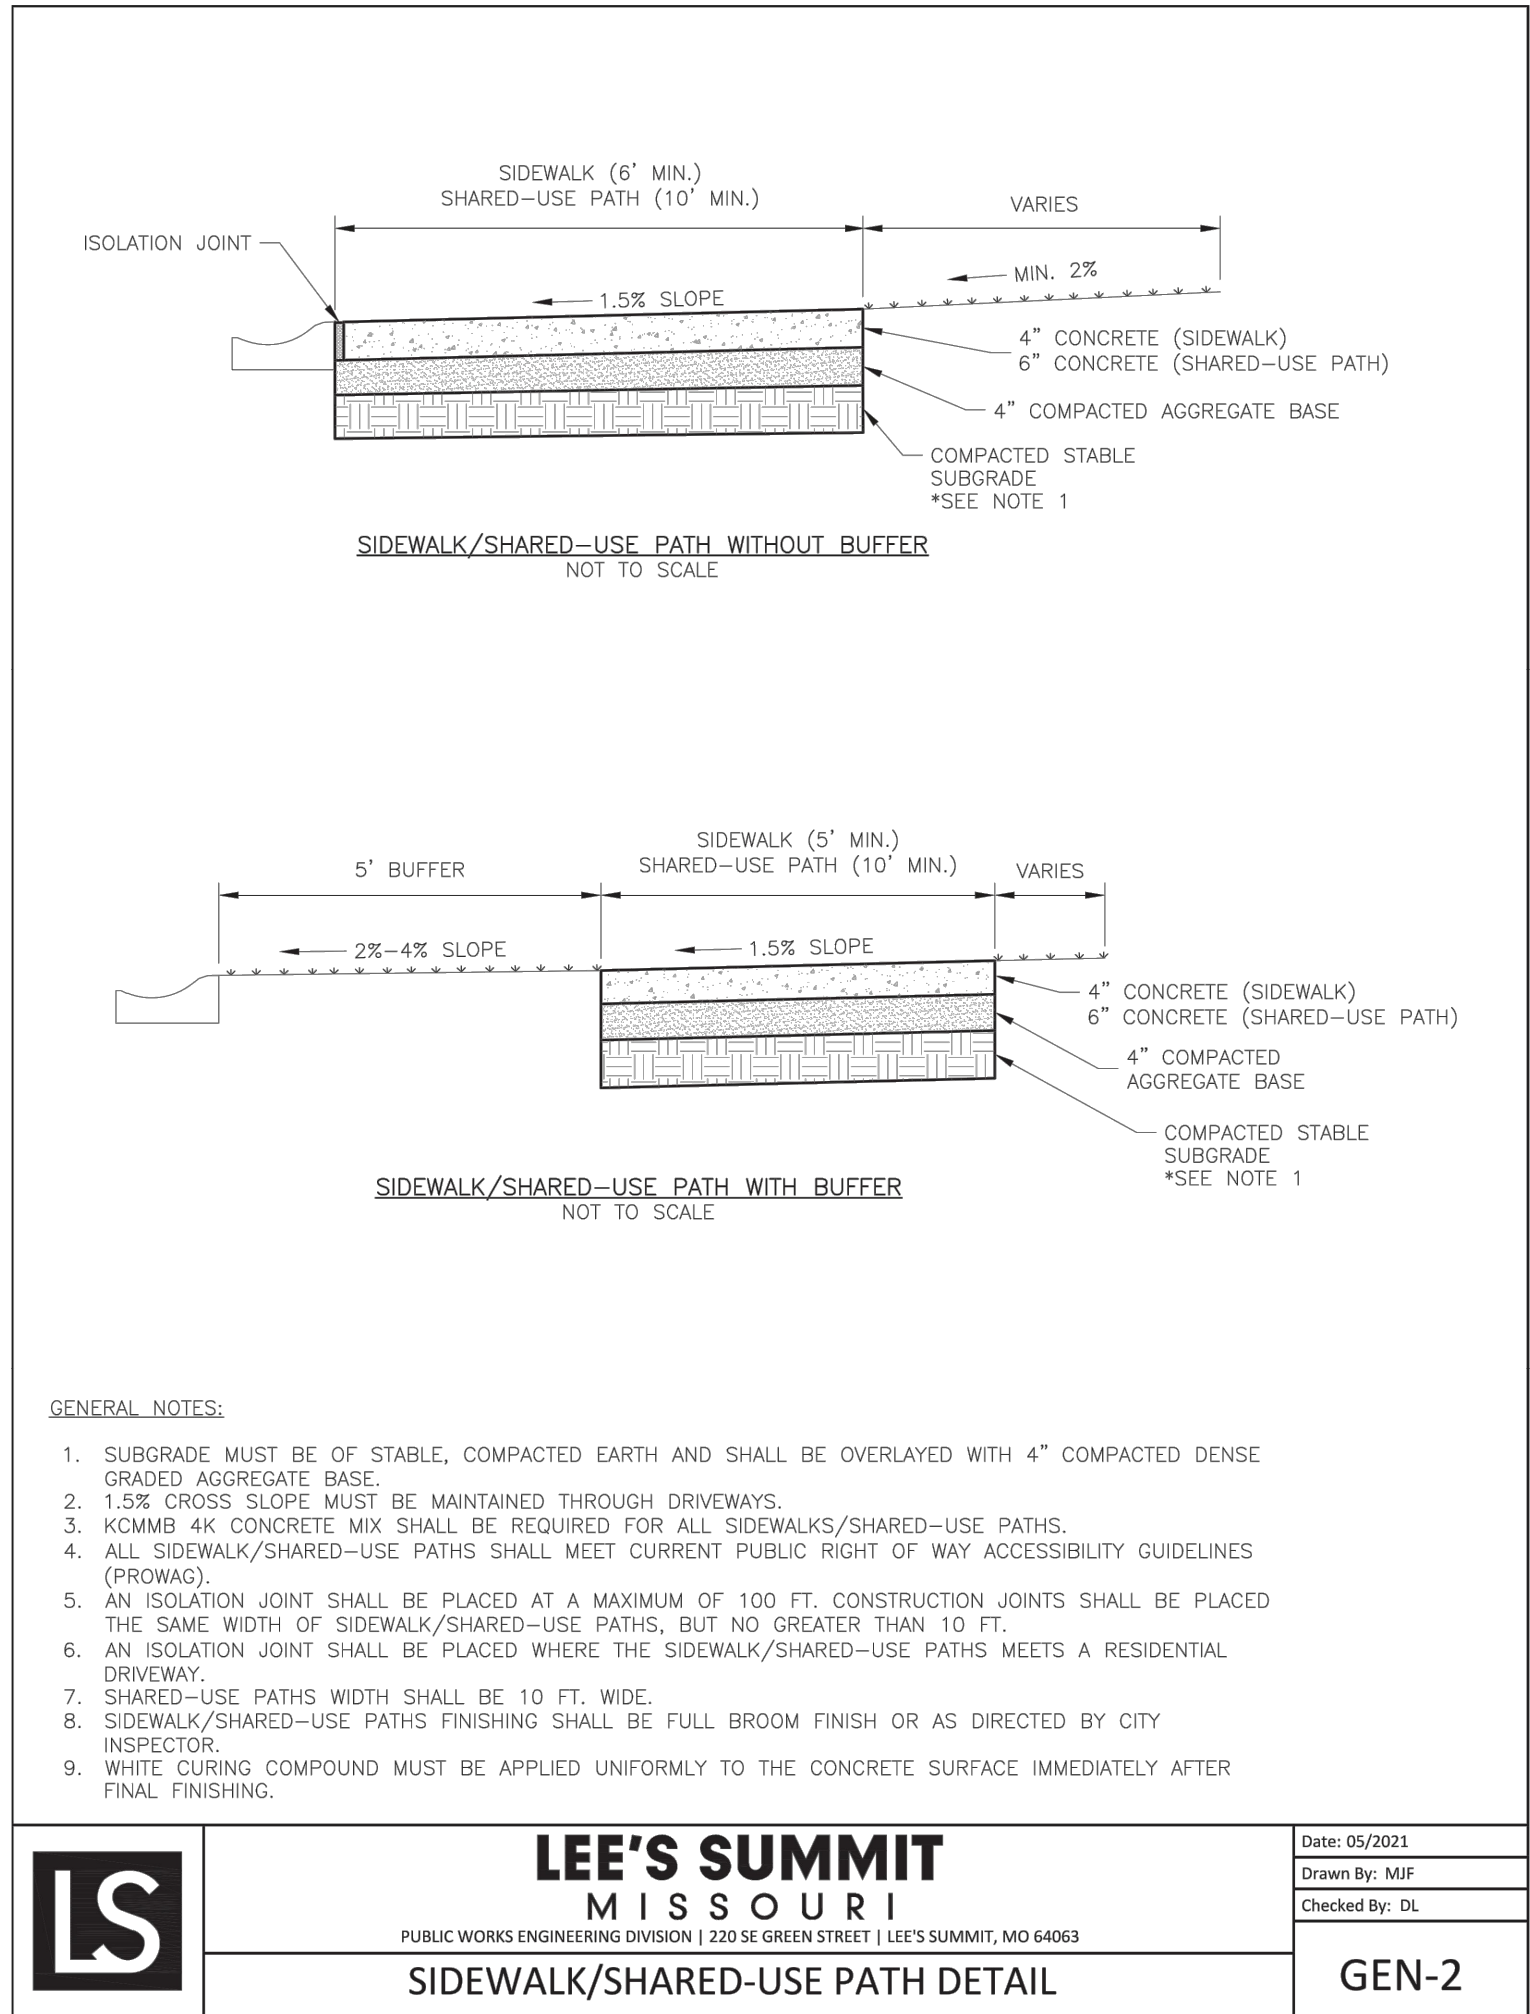 SIDEWALK (6' MIN.)
SHARED-USE PATH (10' MIN.)
VARIES
ISOLATION JOINT
MIN. 2%
1.5% SLOPE
4" CONCRETE (SIDEWALK)
6" CONCRETE (SHARED-USE PATH)
4" COMPACTED AGGREGATE BASE
COMPACTED STABLE
SUBGRADE
*SEE NOTE 1
SIDEWALK/SHARED-USE PATH WITHOUT BUFFER
NOT TO SCALE
SIDEWALK (5' MIN.)
SHARED-USE PATH (10' MIN.)
5' BUFFER
VARIES
2%-4% SLOPE
1.5% SLOPE
4" CONCRETE (SIDEWALK)
6" CONCRETE (SHARED-USE PATH)
4" COMPACTED
AGGREGATE BASE
COMPACTED STABLE
SUBGRADE
*SEE NOTE 1
SIDEWALK/SHARED-USE PATH WITH BUFFER
NOT TO SCALE
GENERAL NOTES:
1. SUBGRADE MUST BE OF STABLE, COMPACTED EARTH AND SHALL BE OVERLAYED WITH 4" COMPACTED DENSE
GRADED AGGREGATE BASE.
2. 1.5% CROSS SLOPE MUST BE MAINTAINED THROUGH DRIVEWAYS.
3. KCMMB 4K CONCRETE MIX SHALL BE REQUIRED FOR ALL SIDEWALKS/SHARED-USE PATHS.
4. ALL SIDEWALK/SHARED-USE PATHS SHALL MEET CURRENT PUBLIC RIGHT OF WAY ACCESSIBILITY GUIDELINES
(PROWAG).
5. AN ISOLATION JOINT SHALL BE PLACED AT A MAXIMUM OF 100 FT. CONSTRUCTION JOINTS SHALL BE PLACED
THE SAME WIDTH OF SIDEWALK/SHARED-USE PATHS, BUT NO GREATER THAN 10 FT.
6. AN ISOLATION JOINT SHALL BE PLACED WHERE THE SIDEWALK/SHARED-USE PATHS MEETS A RESIDENTIAL
DRIVEWAY.
7. SHARED-USE PATHS WIDTH SHALL BE 10 FT. WIDE.
8. SIDEWALK/SHARED-USE PATHS FINISHING SHALL BE FULL BROOM FINISH OR AS DIRECTED BY CITY
INSPECTOR.
9. WHITE CURING COMPOUND MUST BE APPLIED UNIFORMLY TO THE CONCRETE SURFACE IMMEDIATELY AFTER
FINAL FINISHING.
LS
LEE'S SUMMIT
MISSOURI
PUBLIC WORKS ENGINEERING DIVISION | 220 SE GREEN STREET | LEE'S SUMMIT, MO 64063
SIDEWALK/SHARED-USE PATH DETAIL
Date: 05/2021
Drawn By: MJF
Checked By: DL
GEN-2